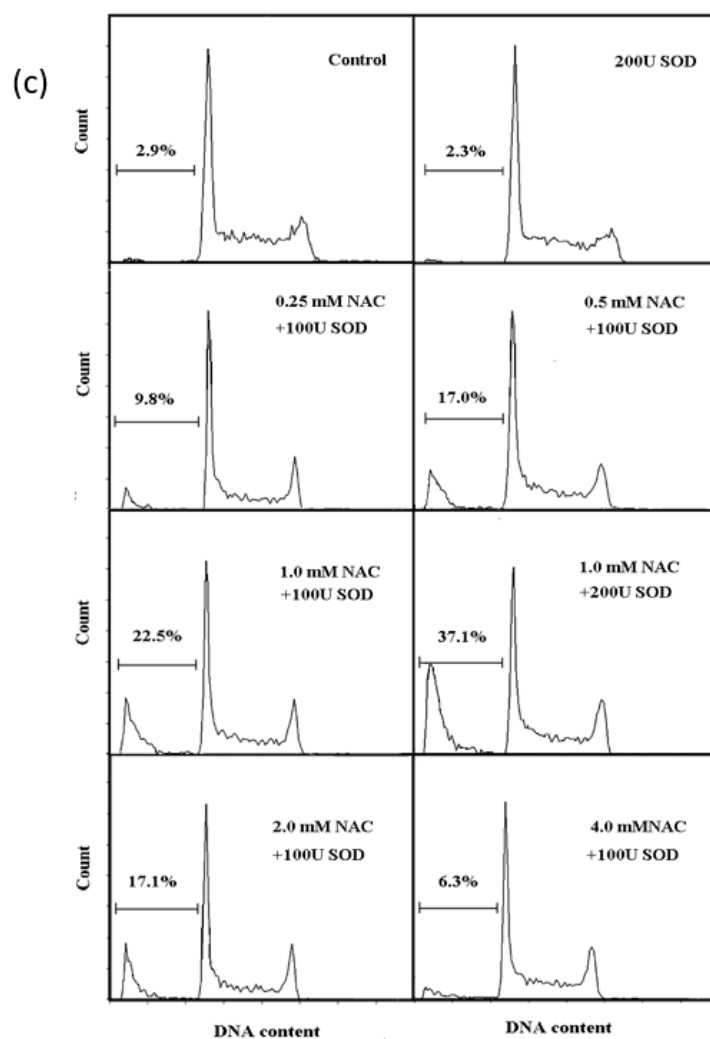 (c)
Control
200U SOD
Count
Count
2.9%
2.3%
0.25 mM NAC
+100U SOD
0.5 mM NAC
+100U SOD
Count
9.8%
17.0%
1.0 mM NAC
+100U SOD
1.0 mM NAC
+200U SOD
Count
22.5%
37.1%
2.0 mM NAC
+100U SOD
4.0 mMNAC
+100U SOD
Count
17.1%
6.3%
DNA content
DNA content